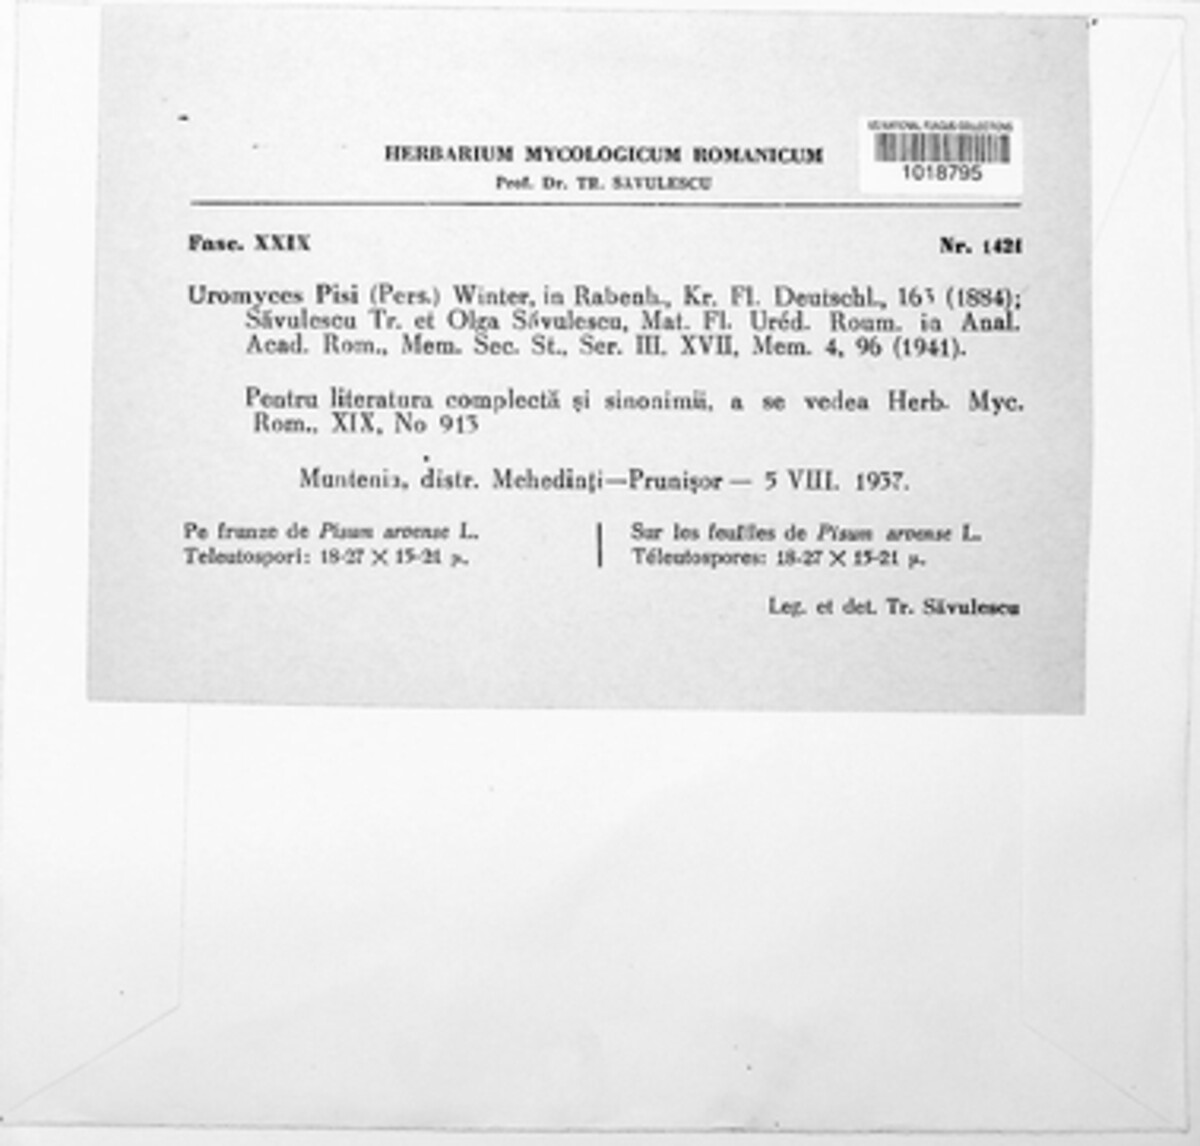 US NATIONAL FUNGUS COLLECTIONS
1018795
HERBARIUM MYCOLOGICUM ROMANICUM
Prof. Dr. TR. SĂVULESCU
Fasc. XXIX Nr. 1421
Uromyces Pisi (Pers.) Winter, in Rabenh., Kr. Fl. Deutschl., 163 (1884);
Săvulescu Tr. et Olga Săvulescu, Mat. Fl. Uréd. Roum. in Anal.
Acad. Rom., Mem. Sec. St., Ser. III. XVII, Mem. 4, 96 (1941).
Pentru literatura complectă și sinonimii, a se vedea Herb. Myc.
Rom., XIX, No 913
Muntenia, distr. Mehedinți—Prunișor — 5 VIII. 1937.
Pe frunze de Pisum arvense L.
Teleutospori: 18-27 × 15-21 µ.
Sur les feuilles de Pisum arvense L.
Téleutospores: 18-27 × 15-21 µ.
Leg. et det. Tr. Săvulescu